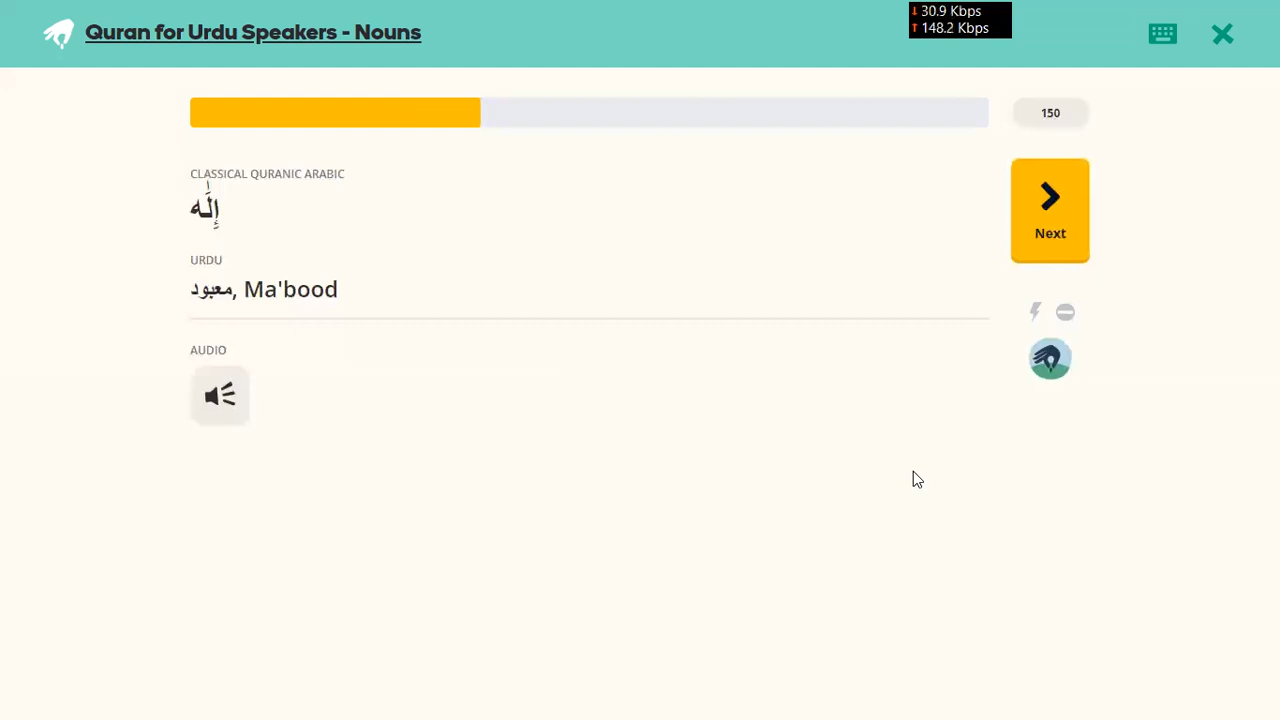 Quran for Urdu Speakers - Nouns
↓ 30.9 Kbps
↑ 148.2 Kbps
150
CLASSICAL QURANIC ARABIC
إِلَٰه
Next
URDU
معبود, Ma'bood
AUDIO